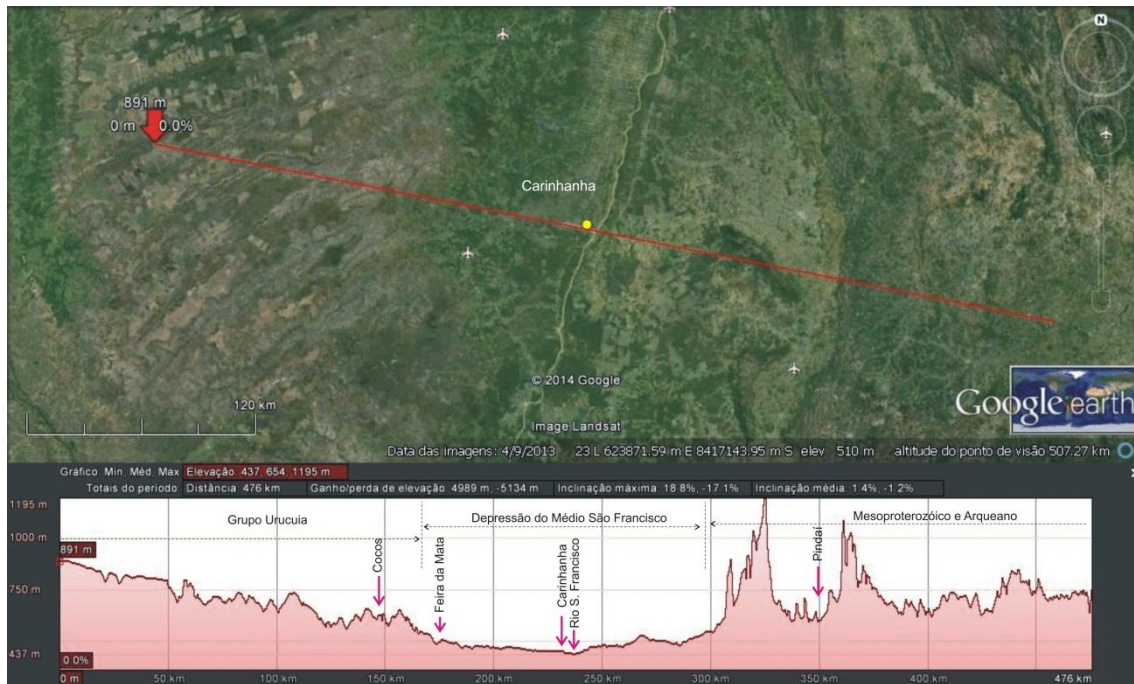 N
891 m
0 m 0.0%
Carinhanha
© 2014 Google
120 km
Google earth
Image Landsat
Data das imagens: 4/9/2013 23 L 623871.59 m E 8417143.95 m S elev 510 m altitude do ponto de visão 507.27 km
Gráfico Min, Méd, Max Elevação: 437, 654, 1195 m
Totais do período Distância: 476 km Ganho/perda de elevação: 4989 m, -5134 m Inclinação máxima: 18.8%, -17.1% Inclinação média: 1.4%, -1.2%
1195 m
Grupo Urucuia
Depressão do Médio São Francisco
Mesoproterozóico e Arqueano
1000 m
891 m
750 m
437 m
Cocos
Feira da Mata
Carinhanha
Rio S. Francisco
Pindaí
0 0%
0 m 50 km 100 km 150 km 200 km 250 km 300 km 350 km 400 km 476 km